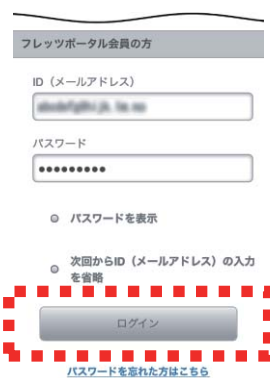 フレッツポータル会員の方
ID（メールアドレス）
パスワード
●●●●●●●●●
パスワードを表示
次回からID（メールアドレス）の入力
を省略
ログイン
パスワードを忘れた方はこちら